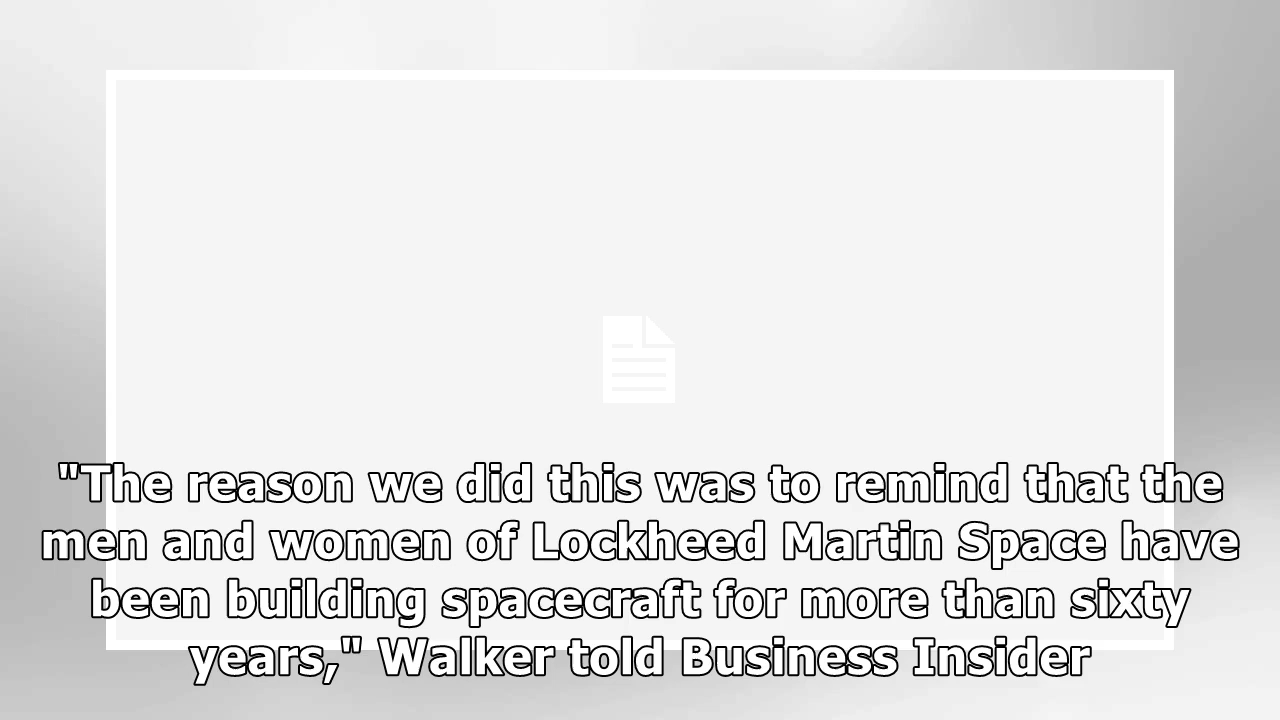 "The reason we did this was to remind that the
men and women of Lockheed Martin Space have
been building spacecraft for more than sixty
years," Walker told Business Insider